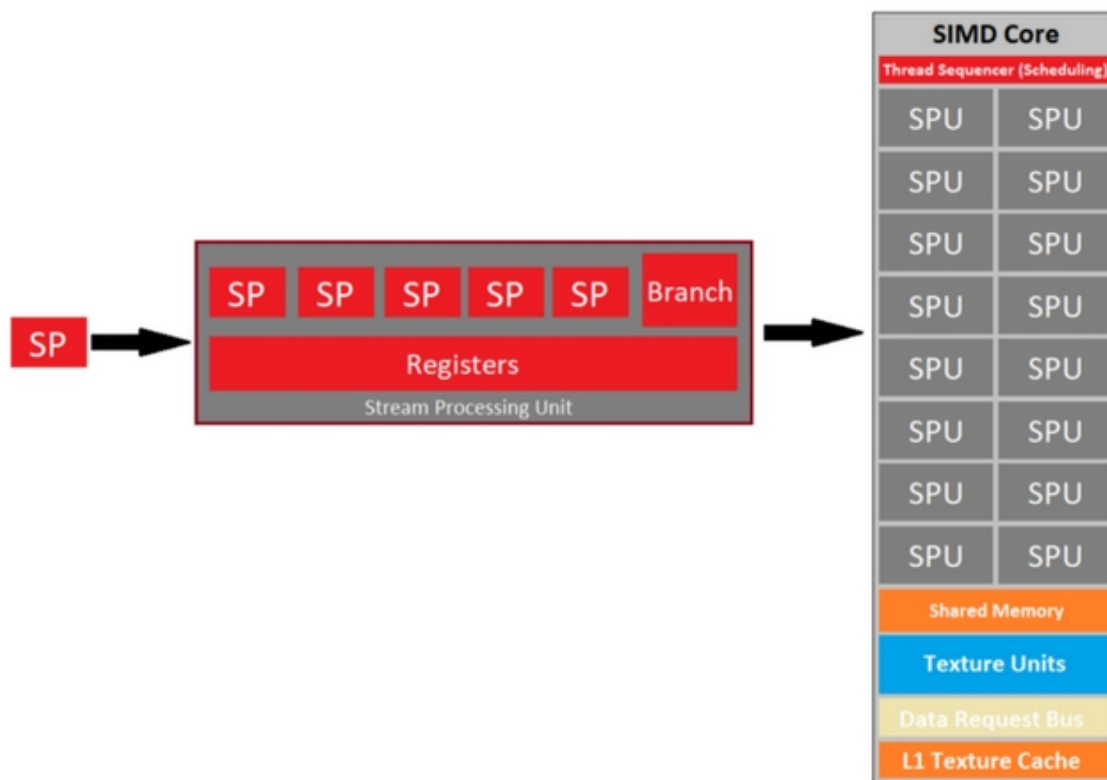 SP
SP SP SP SP SP Branch
Registers
Stream Processing Unit
SIMD Core
Thread Sequencer (Scheduling)
SPU SPU
SPU SPU
SPU SPU
SPU SPU
SPU SPU
SPU SPU
SPU SPU
SPU SPU
Shared Memory
Texture Units
Data Request Bus
L1 Texture Cache